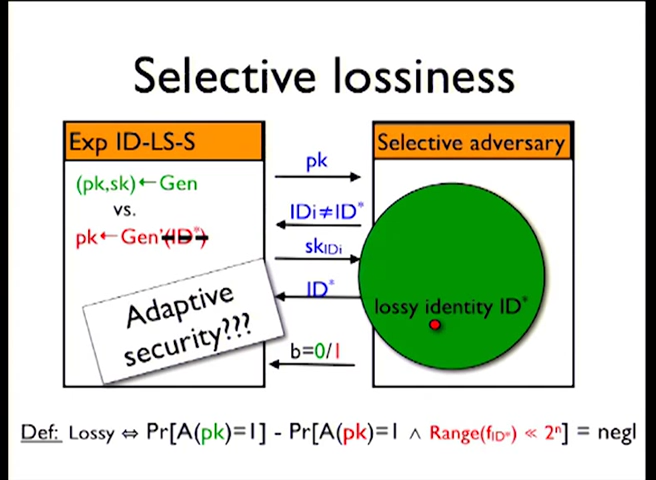 Selective lossiness
Exp ID-LS-S
Selective adversary
(pk,sk)←Gen
vs.
pk←Gen'(ID*)
pk
IDi≠ID*
skIDi
ID*
b=0/1
lossy identity ID*
Adaptive
security???
Def: Lossy ⇔ Pr[A(pk)=1] - Pr[A(pk)=1 ∧ Range(fID*) ≪ 2ⁿ] = negl